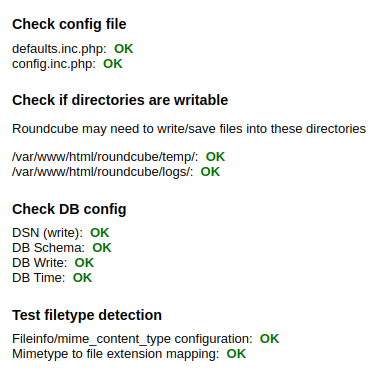 Check config file
defaults.inc.php: OK
config.inc.php: OK
Check if directories are writable
Roundcube may need to write/save files into these directories
/var/www/html/roundcube/temp/: OK
/var/www/html/roundcube/logs/: OK
Check DB config
DSN (write): OK
DB Schema: OK
DB Write: OK
DB Time: OK
Test filetype detection
Fileinfo/mime_content_type configuration: OK
Mimetype to file extension mapping: OK